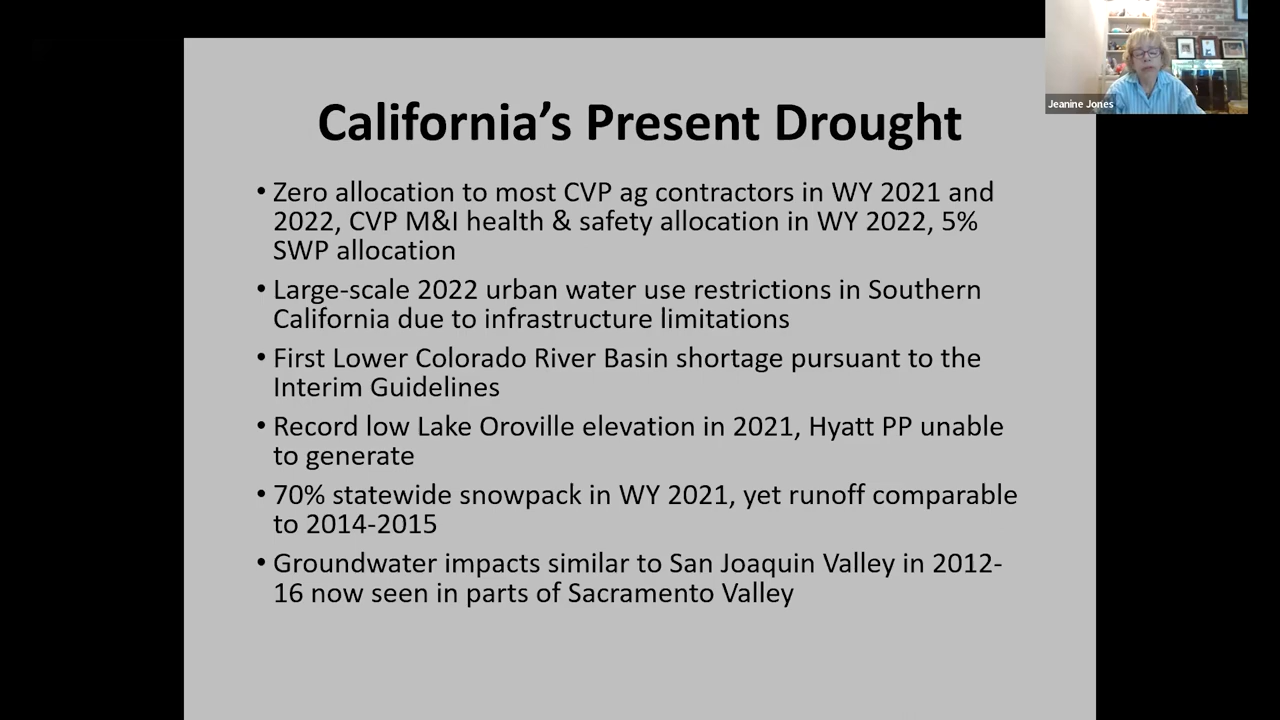 California's Present Drought
• Zero allocation to most CVP ag contractors in WY 2021 and
2022, CVP M&I health & safety allocation in WY 2022, 5%
SWP allocation
• Large-scale 2022 urban water use restrictions in Southern
California due to infrastructure limitations
• First Lower Colorado River Basin shortage pursuant to the
Interim Guidelines
• Record low Lake Oroville elevation in 2021, Hyatt PP unable
to generate
• 70% statewide snowpack in WY 2021, yet runoff comparable
to 2014-2015
• Groundwater impacts similar to San Joaquin Valley in 2012-
16 now seen in parts of Sacramento Valley
Jeanine Jones